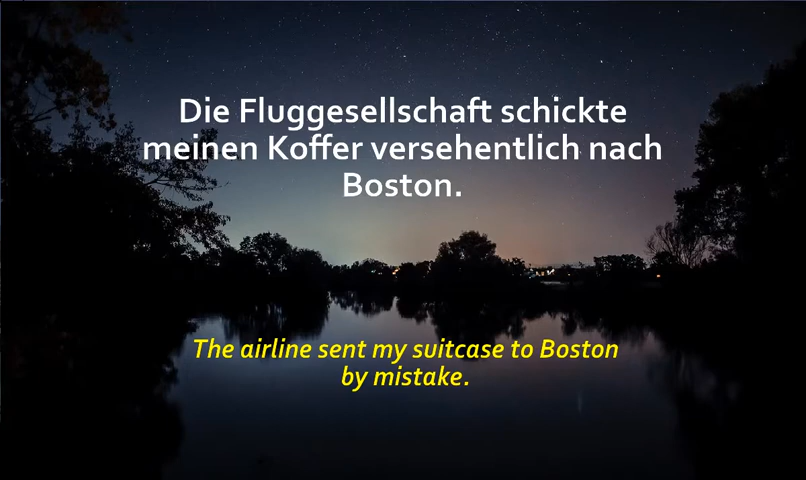 Die Fluggesellschaft schickte
meinen Koffer versehentlich nach
Boston.
The airline sent my suitcase to Boston
by mistake.